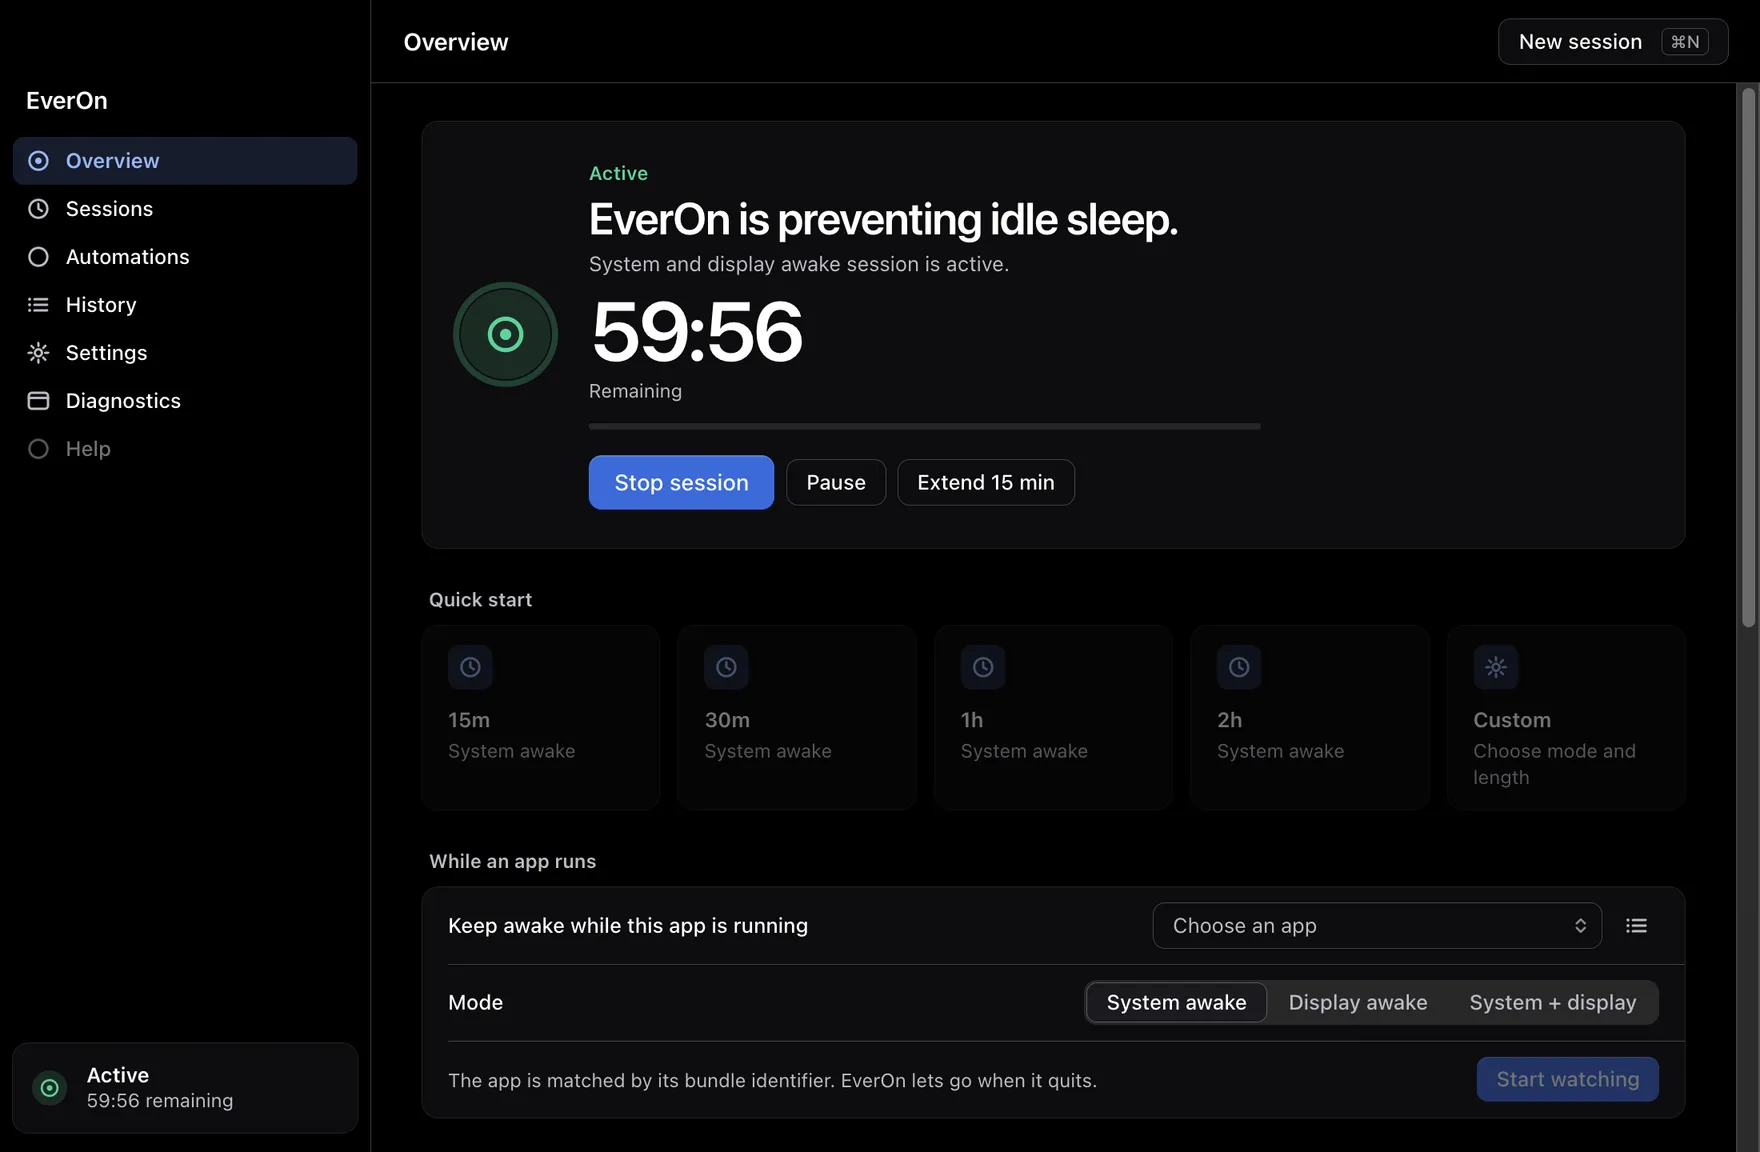 Overview
New session ⌘N
EverOn
Overview
Sessions
Automations
History
Settings
Diagnostics
Help
Active
59:56 remaining
Active
EverOn is preventing idle sleep.
System and display awake session is active.
59:56
Remaining
Stop session
Pause
Extend 15 min
Quick start
15m
System awake
30m
System awake
1h
System awake
2h
System awake
Custom
Choose mode and
length
While an app runs
Keep awake while this app is running
Choose an app
Mode
System awake
Display awake
System + display
The app is matched by its bundle identifier. EverOn lets go when it quits.
Start watching